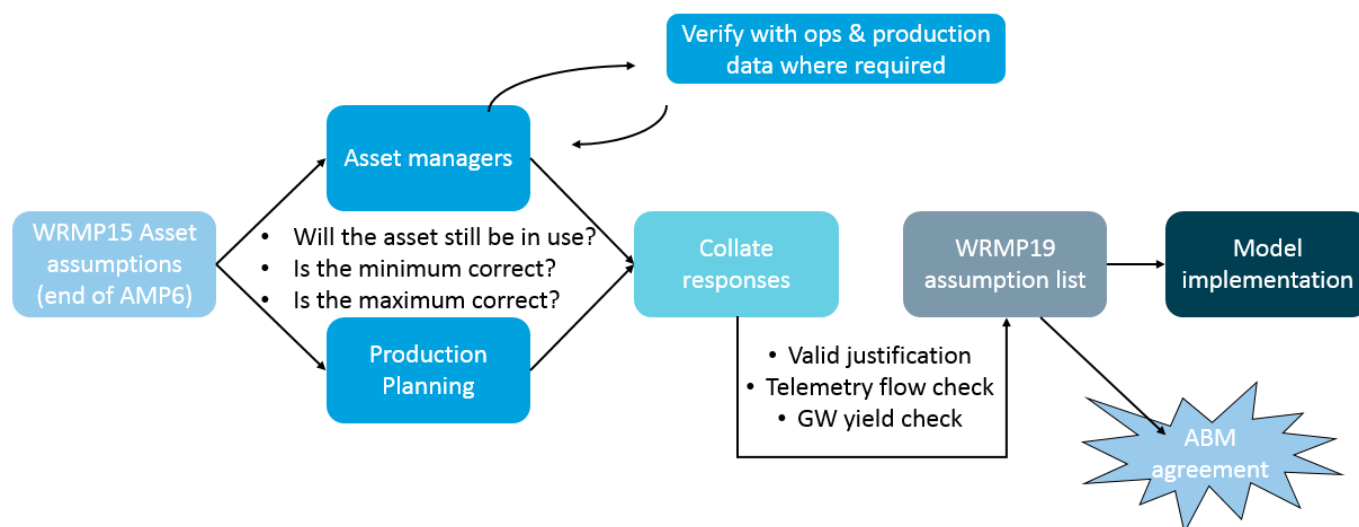 Verify with ops & production
data where required
Asset managers
WRMP15 Asset
assumptions
(end of AMP6)
• Will the asset still be in use?
• Is the minimum correct?
• Is the maximum correct?
Production
Planning
Collate
responses
• Valid justification
• Telemetry flow check
• GW yield check
WRMP19
assumption list
Model
implementation
ABM
agreement